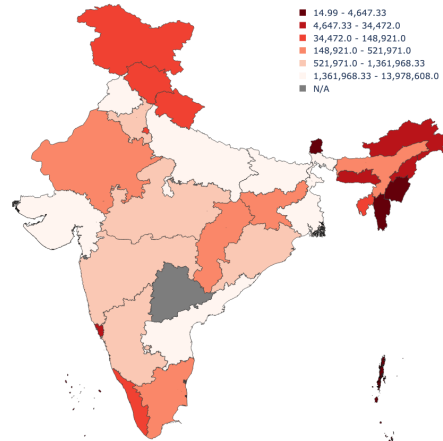 14.99 - 4,647.33
4,647.33 - 34,472.0
34,472.0 - 148,921.0
148,921.0 - 521,971.0
521,971.0 - 1,361,968.33
1,361,968.33 - 13,978,608.0
N/A